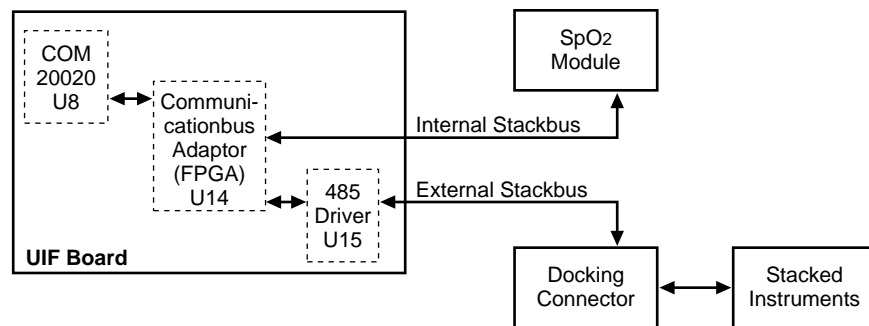 COM
20020
U8
Communi-
cationbus
Adaptor
(FPGA)
U14
485
Driver
U15
UIF Board
Internal Stackbus
External Stackbus
SpO2
Module
Docking
Connector
Stacked
Instruments